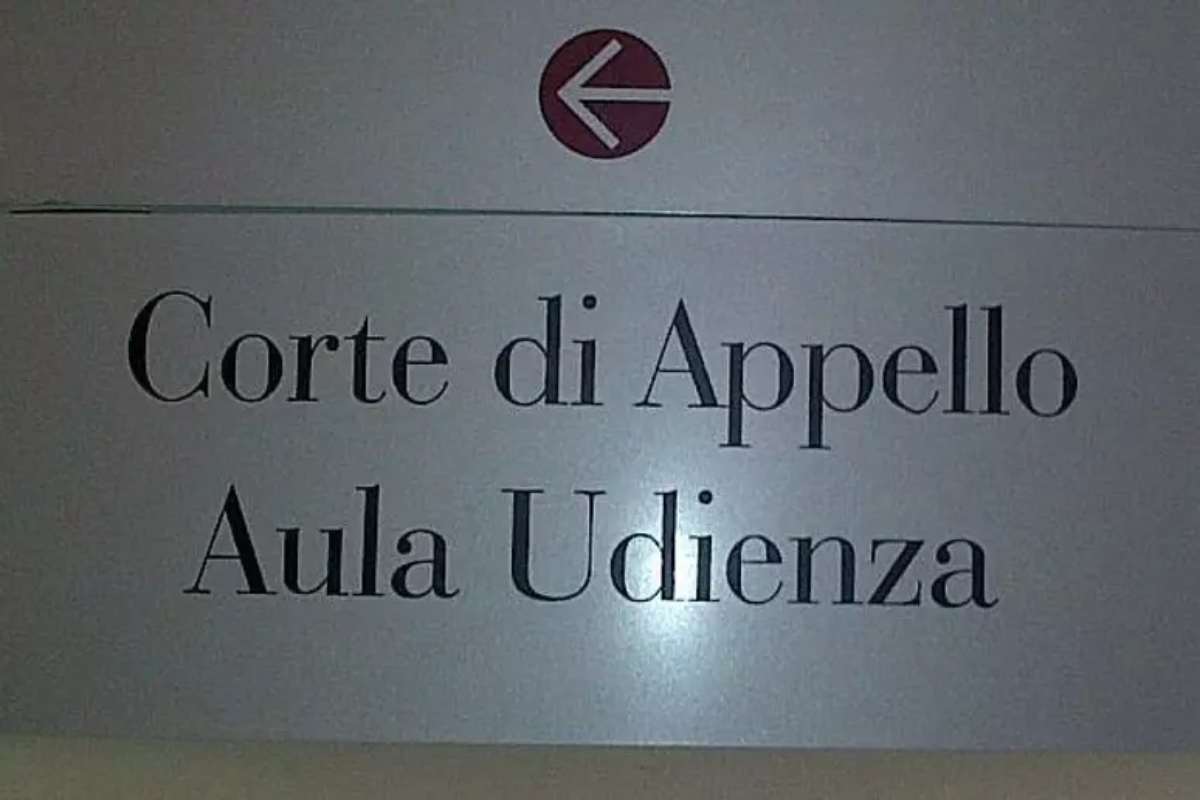 Corte di Appello
Aula Udienza